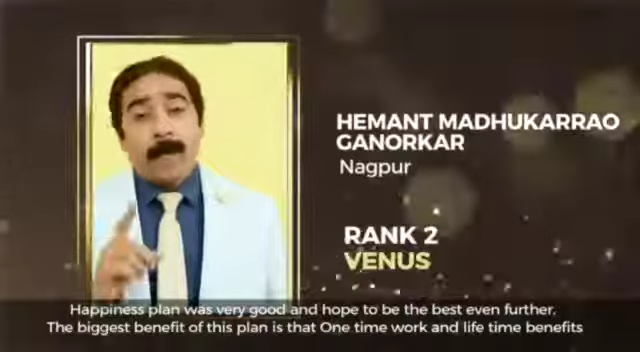 HEMANT MADHUKARRAO
GANORKAR
Nagpur
RANK 2
VENUS
Happiness plan was very good and hope to be the best even further.
The biggest benefit of this plan is that One time work and life time benefits